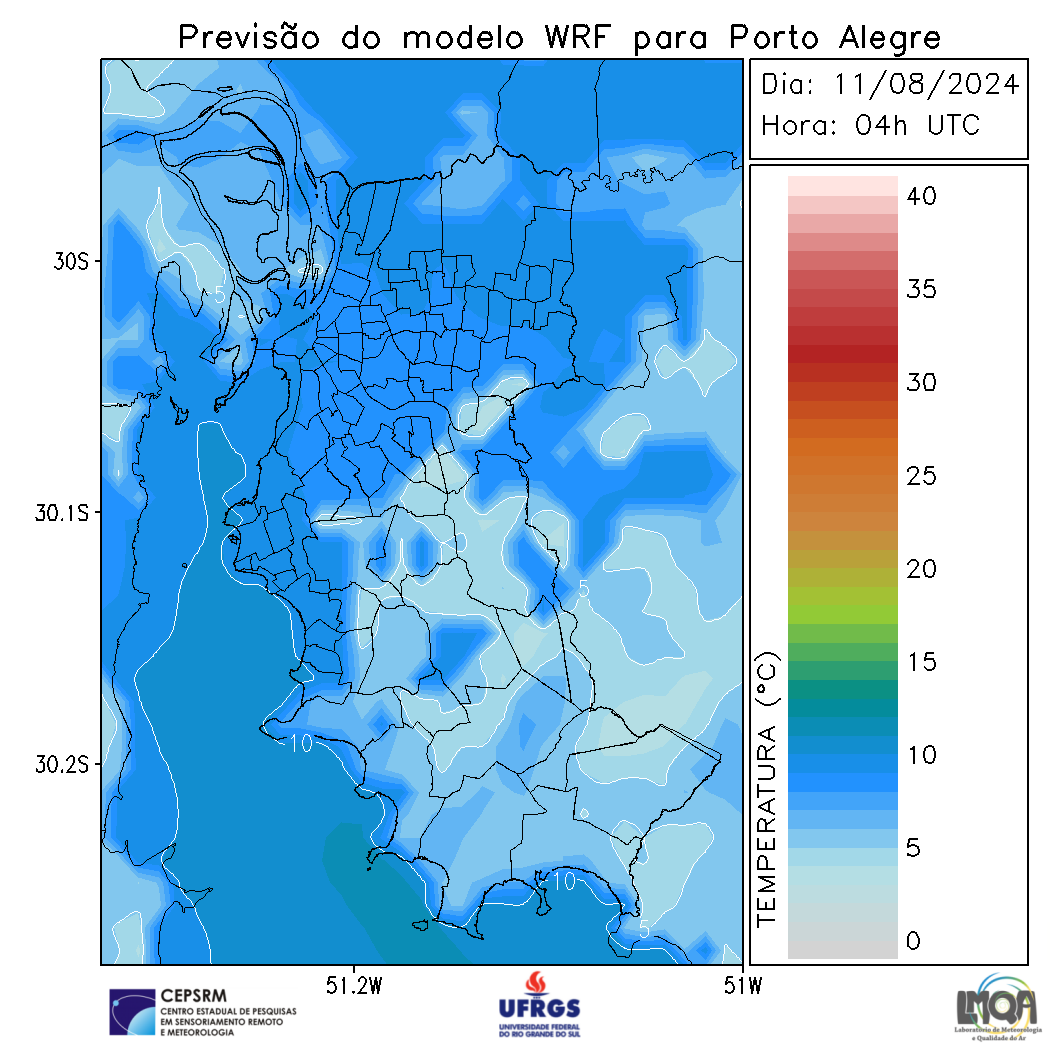 Previsão do modelo WRF para Porto Alegre
Dia: 11/08/2024
Hora: 04h UTC
30S
30.1S
30.2S
51.2W
51W
5
5
10
10
5
TEMPERATURA (°C)
40
35
30
25
20
15
10
5
0
CEPSRM
CENTRO ESTADUAL DE PESQUISAS
EM SENSORIAMENTO REMOTO
E METEOROLOGIA
UFRGS
UNIVERSIDADE FEDERAL
DO RIO GRANDE DO SUL
LMQA
Laboratório de Meteorologia
e Qualidade do Ar